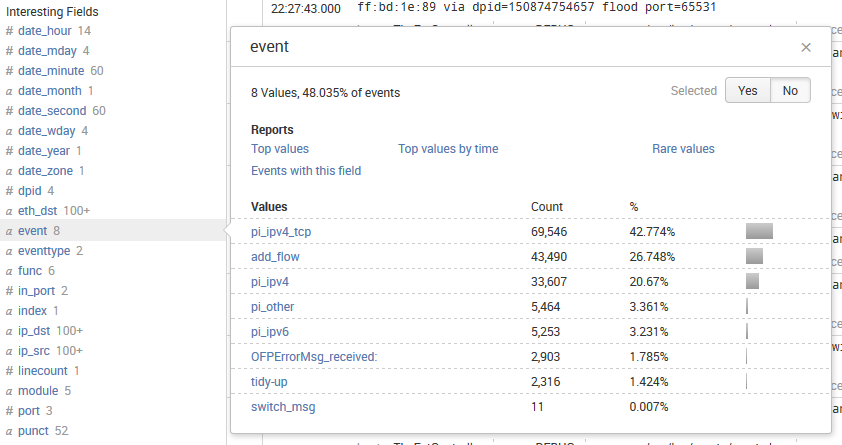 Interesting Fields
# date_hour 14
# date_mday 4
# date_minute 60
a date_month 1
# date_second 60
a date_wday 4
# date_year 1
a date_zone 1
# dpid 4
a eth_dst 100+
a event 8
a eventtype 2
a func 6
# in_port 2
a index 1
a ip_dst 100+
a ip_src 100+
# linecount 1
a module 5
# port 3
a punct 52
22:27:43.000 ff:bd:1e:89 via dpid=150874754657 flood port=65531
event ×
8 Values, 48.035% of events Selected Yes No
Reports
Top values Top values by time Rare values
Events with this field
Values Count %
pi_ipv4_tcp 69,546 42.774%
add_flow 43,490 26.748%
pi_ipv4 33,607 20.67%
pi_other 5,464 3.361%
pi_ipv6 5,253 3.231%
OFPErrorMsg_received: 2,903 1.785%
tidy-up 2,316 1.424%
switch_msg 11 0.007%